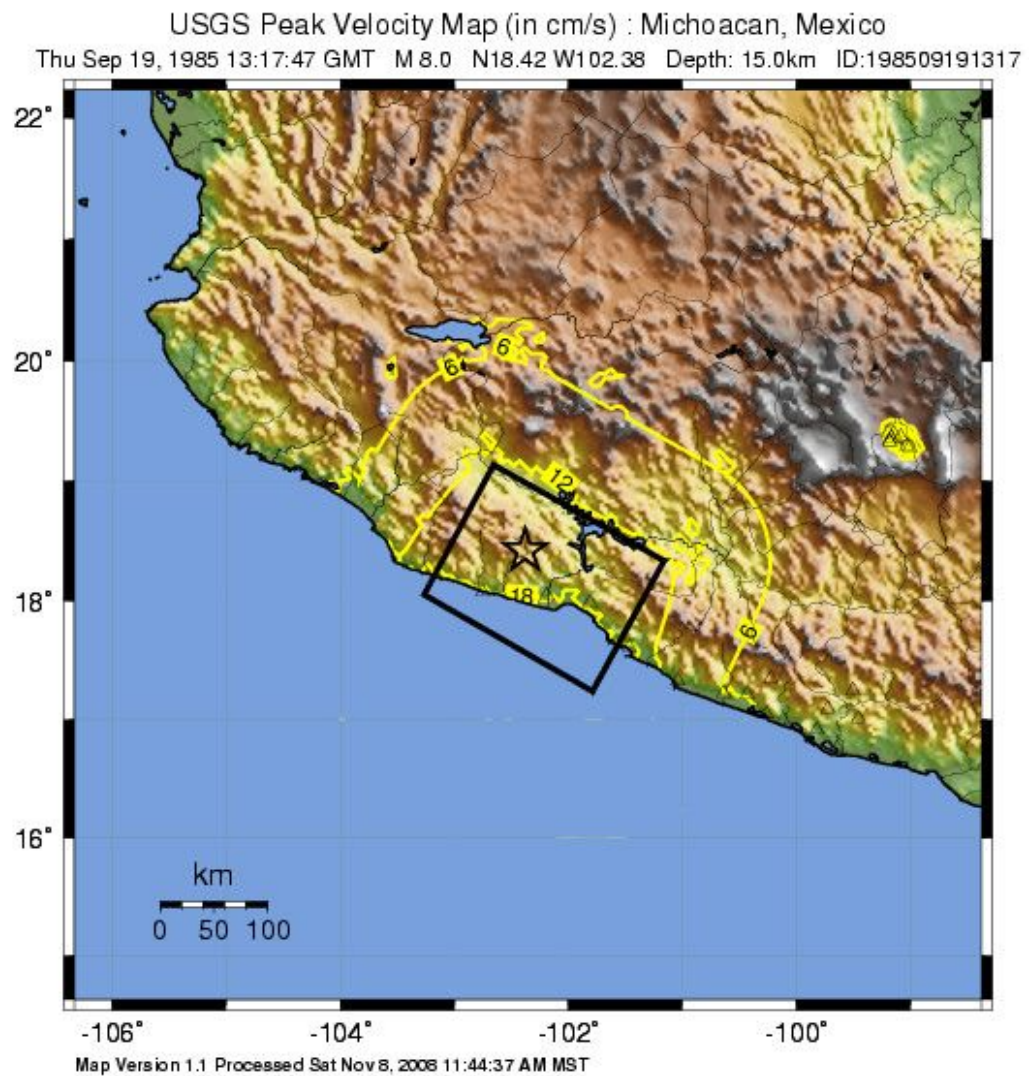 USGS Peak Velocity Map (in cm/s) : Michoacan, Mexico
Thu Sep 19, 1985 13:17:47 GMT M 8.0 N18.42 W102.38 Depth: 15.0km ID:198509191317
22°
20°
6
6
12
18°
18
6
16°
km
0 50 100
-106° -104° -102° -100°
Map Version 1.1 Processed Sat Nov 8, 2008 11:44:37 AM MST